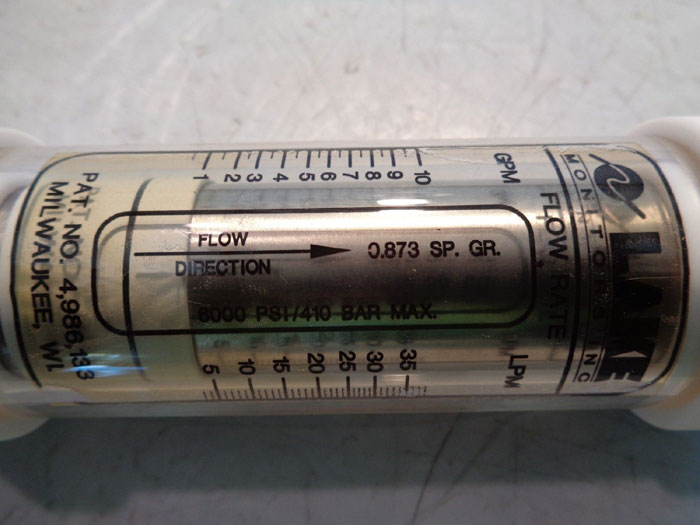 LAKE
MONITORS INC
FLOW RATE
GPM
1 2 3 4 5 6 7 8 9 10
FLOW
DIRECTION
0.873 SP. GR.
6000 PSI/410 BAR MAX.
LPM
5 10 15 20 25 30 35
PAT. NO. 4,986,133
MILWAUKEE, WI.